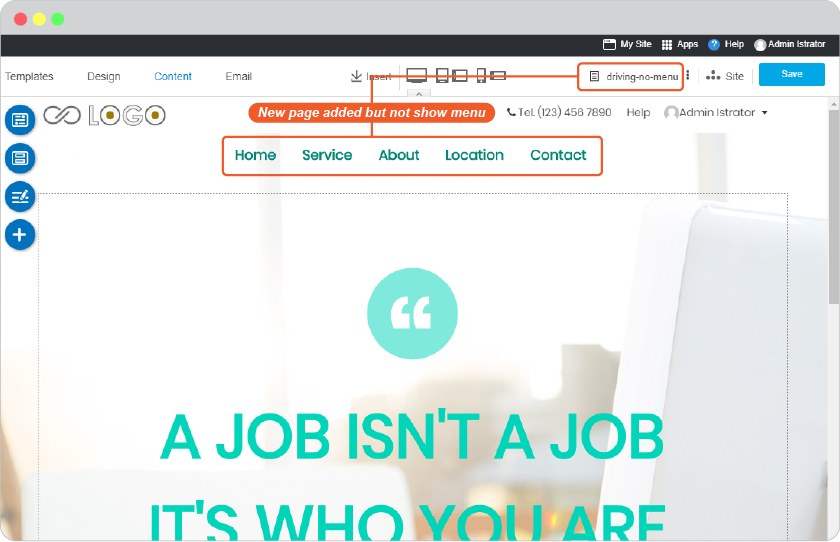 My Site Apps ? Help Admin Istrator
Templates Design Content Email Insert driving-no-menu Site Save
LOGO New page added but not show menu Tel. (123) 456 7890 Help Admin Istrator
Home Service About Location Contact
“
A JOB ISN'T A JOB
IT'S WHO YOU ARE